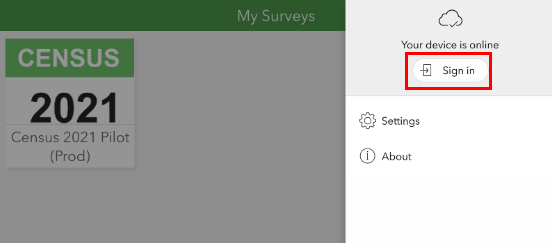 My Surveys
CENSUS
2021
Census 2021 Pilot
(Prod)
Your device is online
Sign in
Settings
About